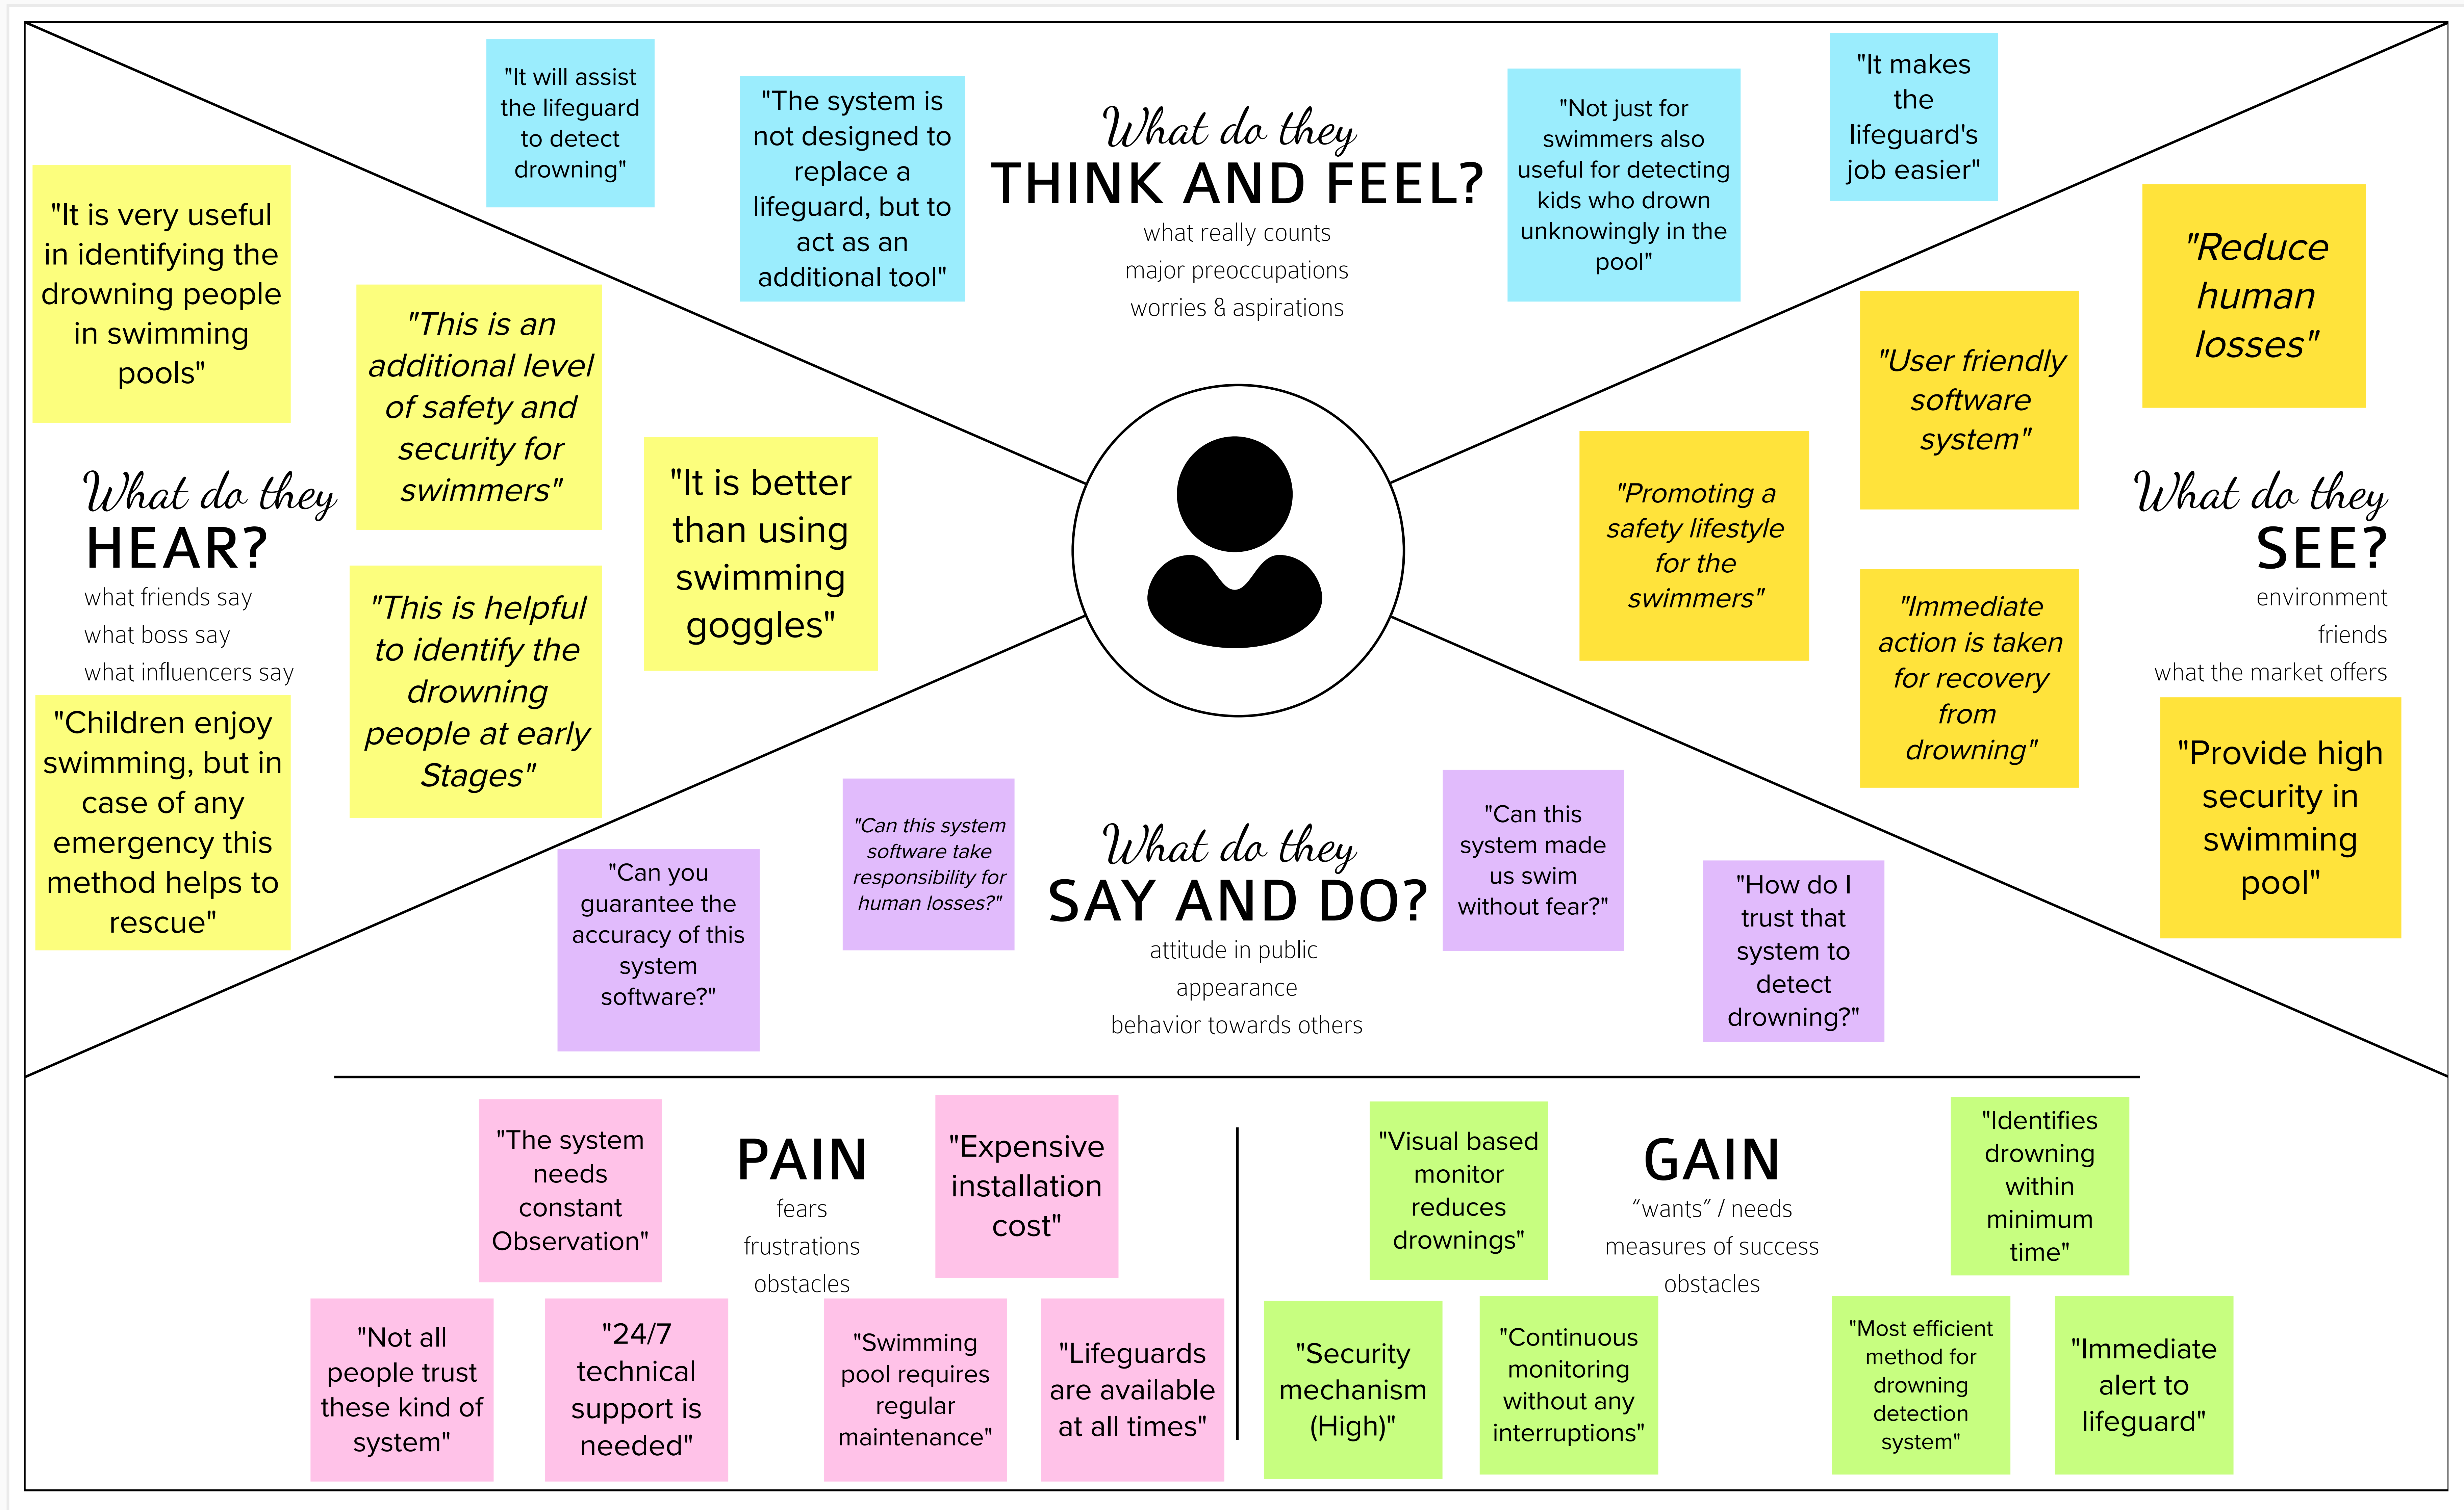 What do they
THINK AND FEEL?
what really counts
major preoccupations
worries & aspirations
"It will assist
the lifeguard
to detect
drowning"
"The system is
not designed to
replace a
lifeguard, but to
act as an
additional tool"
"Not just for
swimmers also
useful for detecting
kids who drown
unknowingly in the
pool"
"It makes
the
lifeguard's
job easier"
"It is very useful
in identifying the
drowning people
in swimming
pools"
"This is an
additional level
of safety and
security for
swimmers"
"It is better
than using
swimming
goggles"
What do they
HEAR?
what friends say
what boss say
what influencers say
"This is helpful
to identify the
drowning
people at early
Stages"
"Children enjoy
swimming, but in
case of any
emergency this
method helps to
rescue"
"Reduce
human
losses"
"User friendly
software
system"
"Promoting a
safety lifestyle
for the
swimmers"
What do they
SEE?
environment
friends
what the market offers
"Immediate
action is taken
for recovery
from
drowning"
"Provide high
security in
swimming
pool"
"Can you
guarantee the
accuracy of this
system
software?"
"Can this system
software take
responsibility for
human losses?"
What do they
SAY AND DO?
attitude in public
appearance
behavior towards others
"Can this
system made
us swim
without fear?"
"How do I
trust that
system to
detect
drowning?"
"The system
needs
constant
Observation"
PAIN
fears
frustrations
obstacles
"Expensive
installation
cost"
"Not all
people trust
these kind of
system"
"24/7
technical
support is
needed"
"Swimming
pool requires
regular
maintenance"
"Lifeguards
are available
at all times"
"Visual based
monitor
reduces
drownings"
GAIN
“wants” / needs
measures of success
obstacles
"Identifies
drowning
within
minimum
time"
"Security
mechanism
(High)"
"Continuous
monitoring
without any
interruptions"
"Most efficient
method for
drowning
detection
system"
"Immediate
alert to
lifeguard"